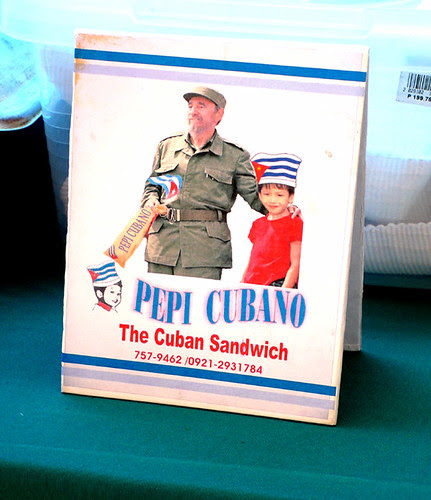 PEPI CUBANO
PEPI CUBANO
The Cuban Sandwich
757-9462 /0921-2931784